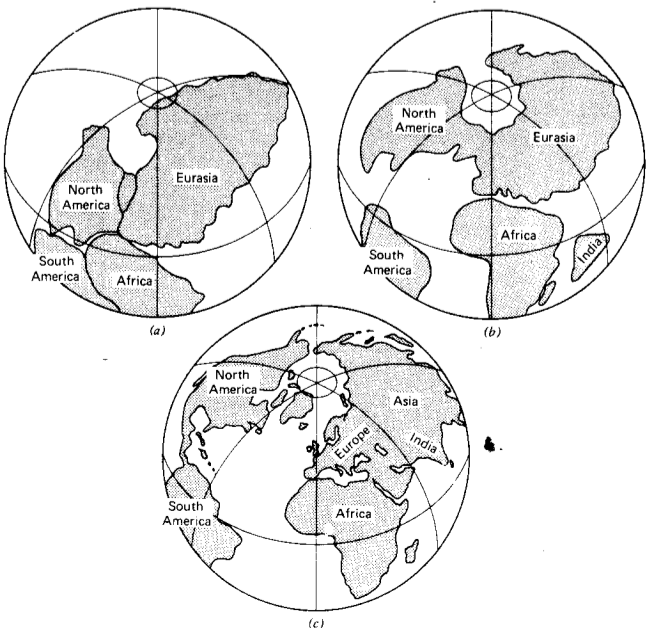 North
America
Eurasia
South
America
Africa
(a)
North
America
Eurasia
Africa
South
America
India
(b)
North
America
Asia
Europe
India
South
America
Africa
(c)